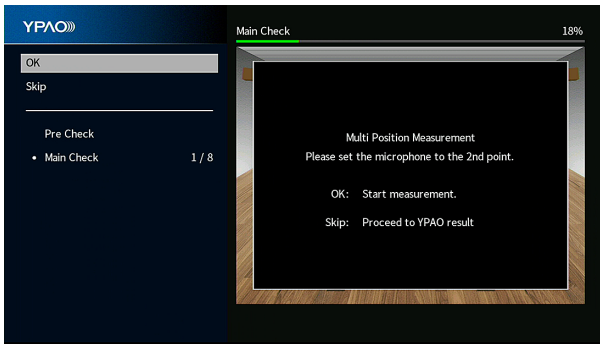 YPAO
OK
Skip
Pre Check
• Main Check 1 / 8
Main Check 18%
Multi Position Measurement
Please set the microphone to the 2nd point.
OK: Start measurement.
Skip: Proceed to YPAO result